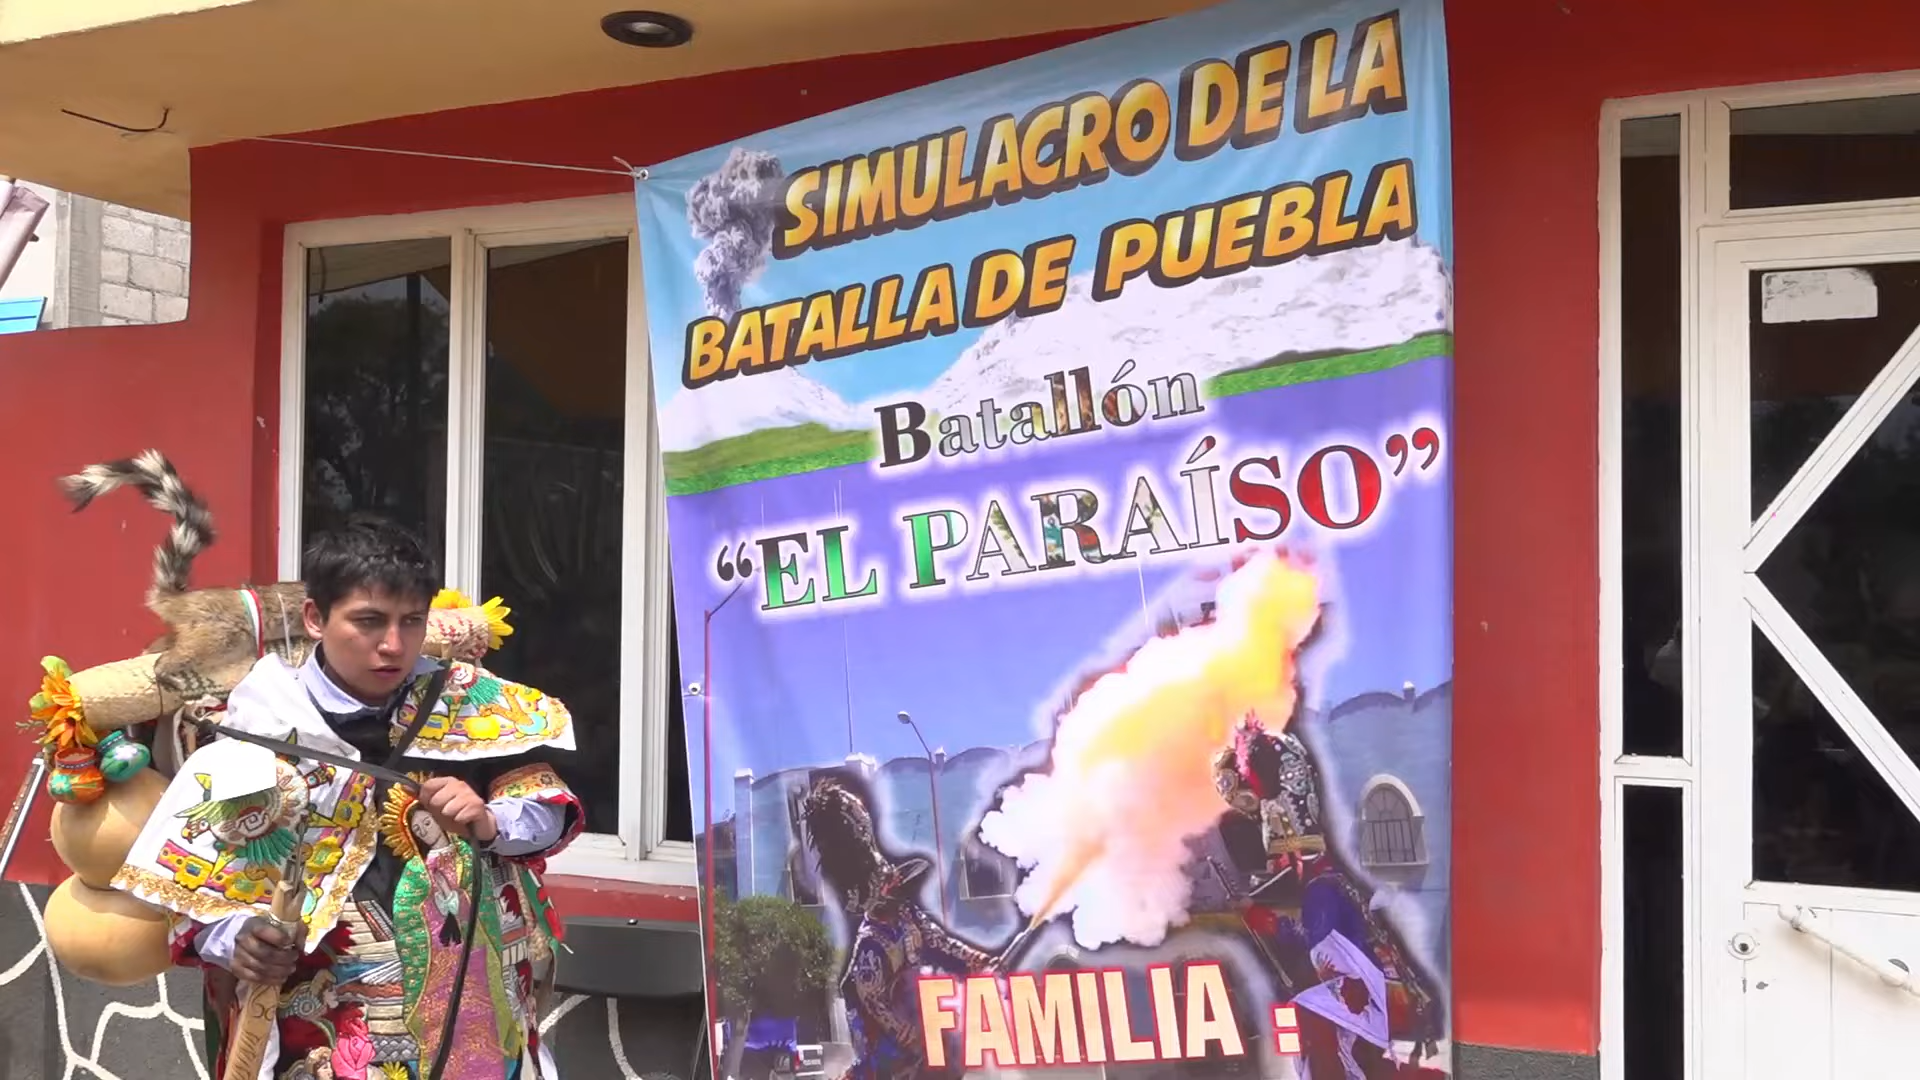 SIMULACRO DE LA
BATALLA DE PUEBLA
Batallón
“EL PARAÍSO”
FAMILIA :